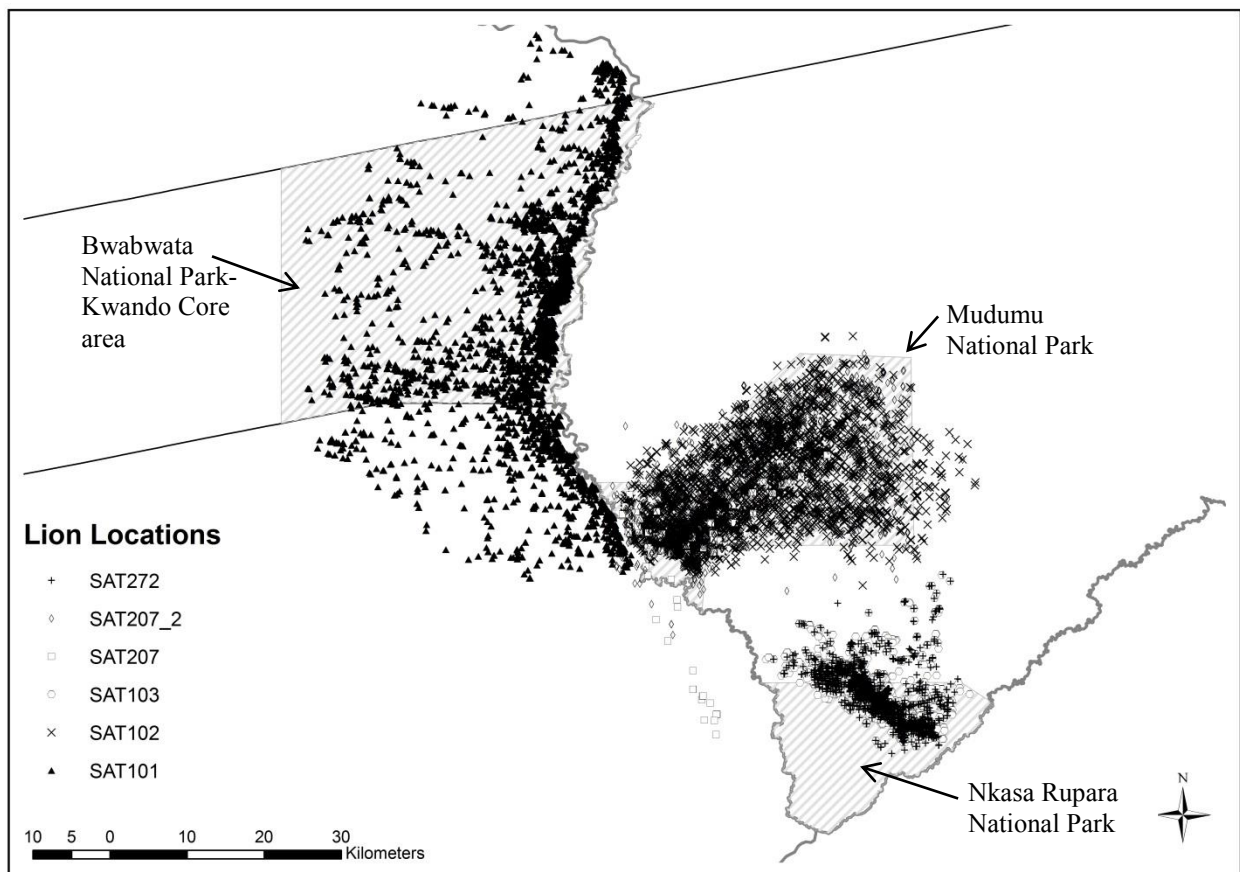 Bwabwata
National Park-
Kwando Core
area
Mudumu
National Park
Lion Locations
SAT272
SAT207_2
SAT207
SAT103
SAT102
SAT101
Nkasa Rupara
National Park
N
10 5 0 10 20 30
Kilometers